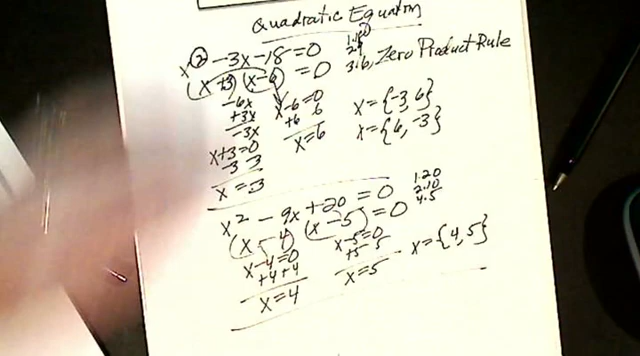 Quadratic Equation
x² - 3x - 18 = 0
1·18
2·9
3·6, Zero Product Rule
(x+3)(x-6) = 0
-6x
+3x
-3x
x-6=0
+6 6
x=6
x={-3,6}
x={6,-3}
x+3=0
-3 -3
x=-3
x² - 9x + 20 = 0
1·20
2·10
4·5
(x-4)(x-5)=0
x-4=0
+4 +4
x=4
x-5=0
+5 5
x=5
x={4,5}